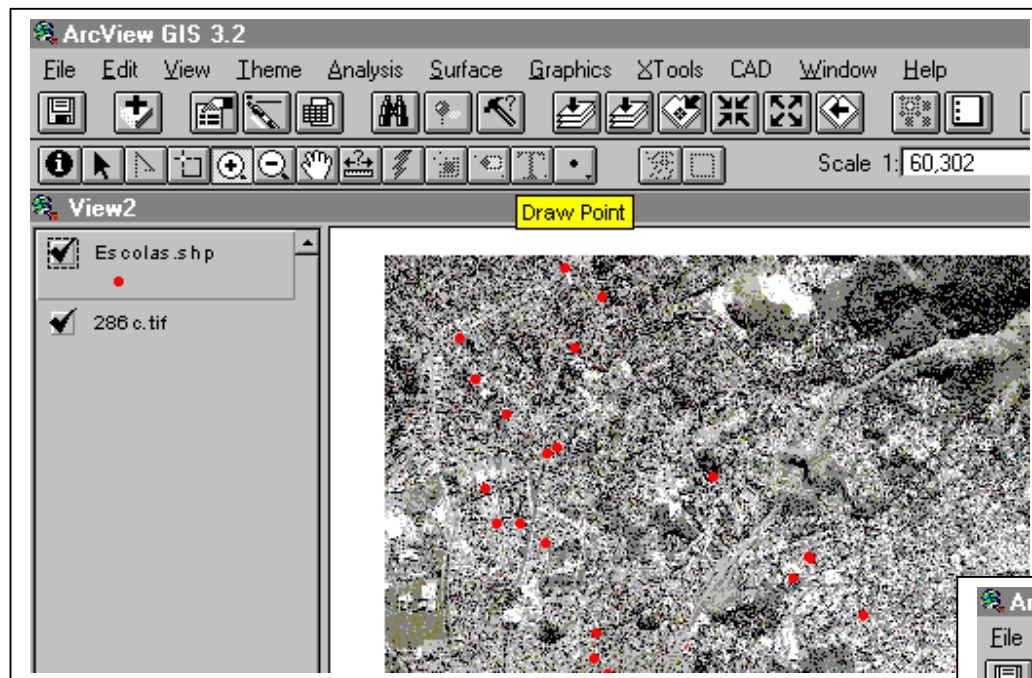 ArcView GIS 3.2
File Edit View Theme Analysis Surface Graphics XTools CAD Window Help
Scale 1: 60,302
View2
Draw Point
Escolas.shp
286c.tif
Ar
File